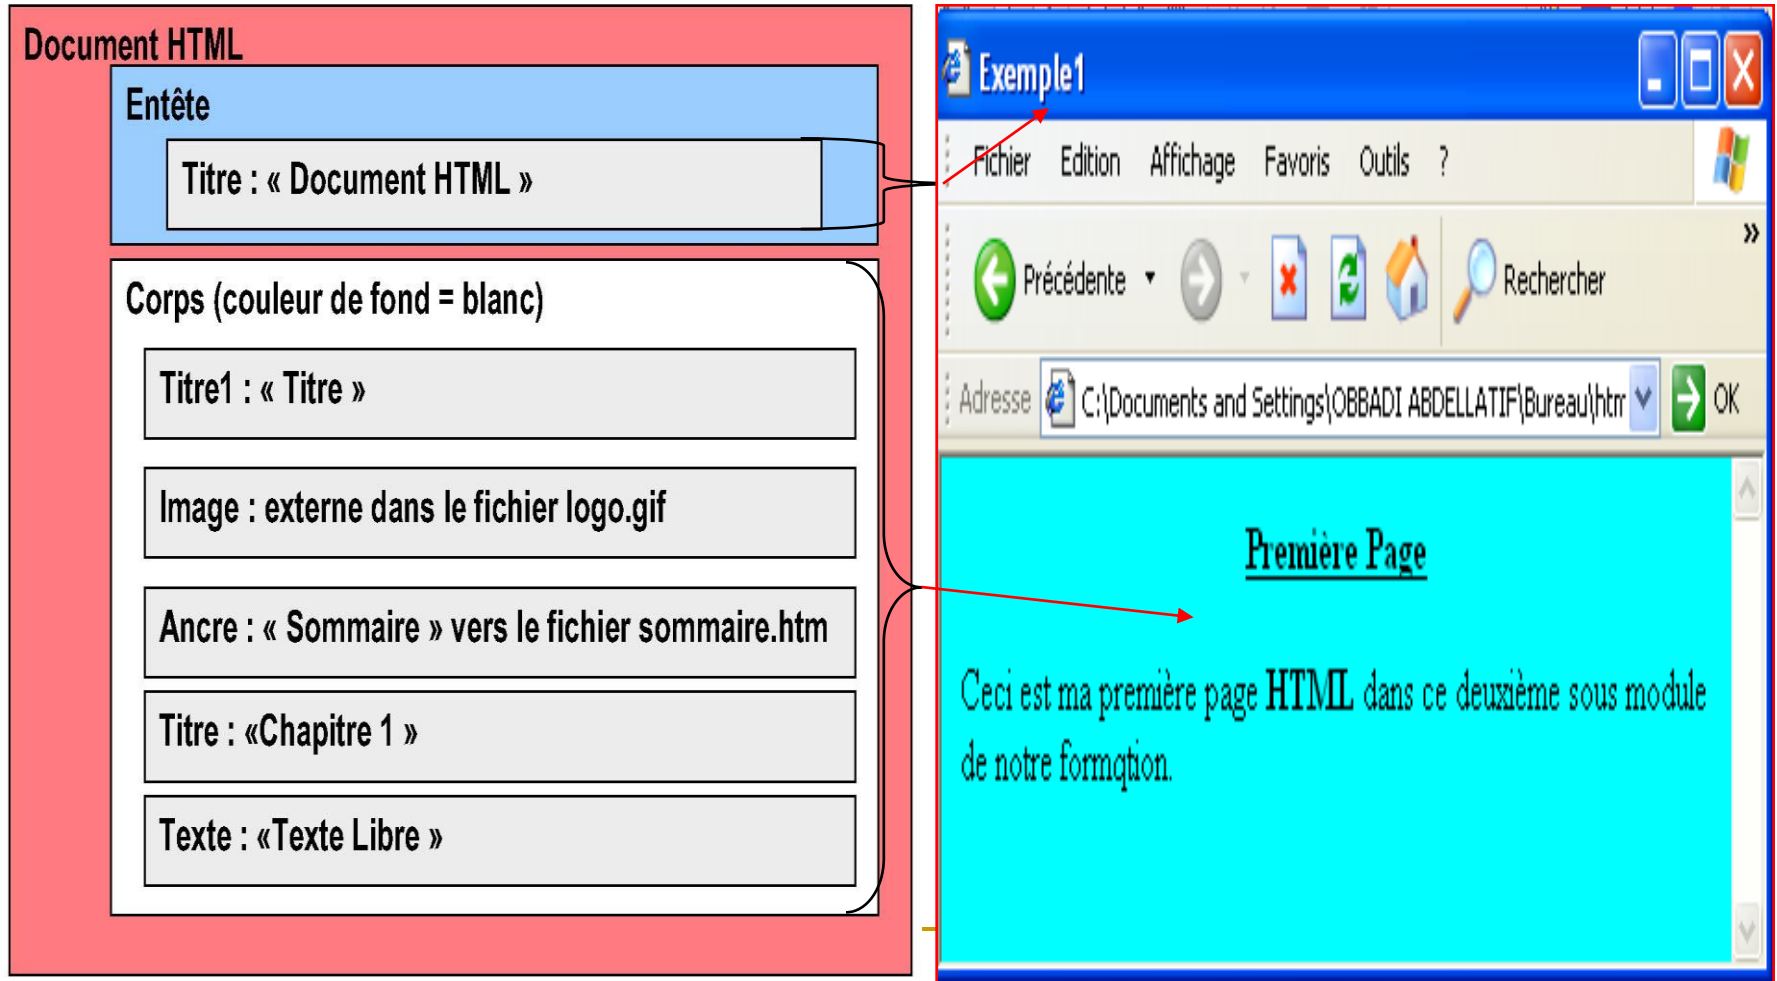 Document HTML
Entête
Titre : « Document HTML »
Corps (couleur de fond = blanc)
Titre1 : « Titre »
Image : externe dans le fichier logo.gif
Ancre : « Sommaire » vers le fichier sommaire.htm
Titre : «Chapitre 1 »
Texte : «Texte Libre »
Exemple1
Fichier Edition Affichage Favoris Outils ?
Précédente Rechercher »
Adresse C:\Documents and Settings\OBBADI ABDELLATIF\Bureau\htm OK
Première Page
Ceci est ma première page HTML dans ce deuxième sous module
de notre formqtion.